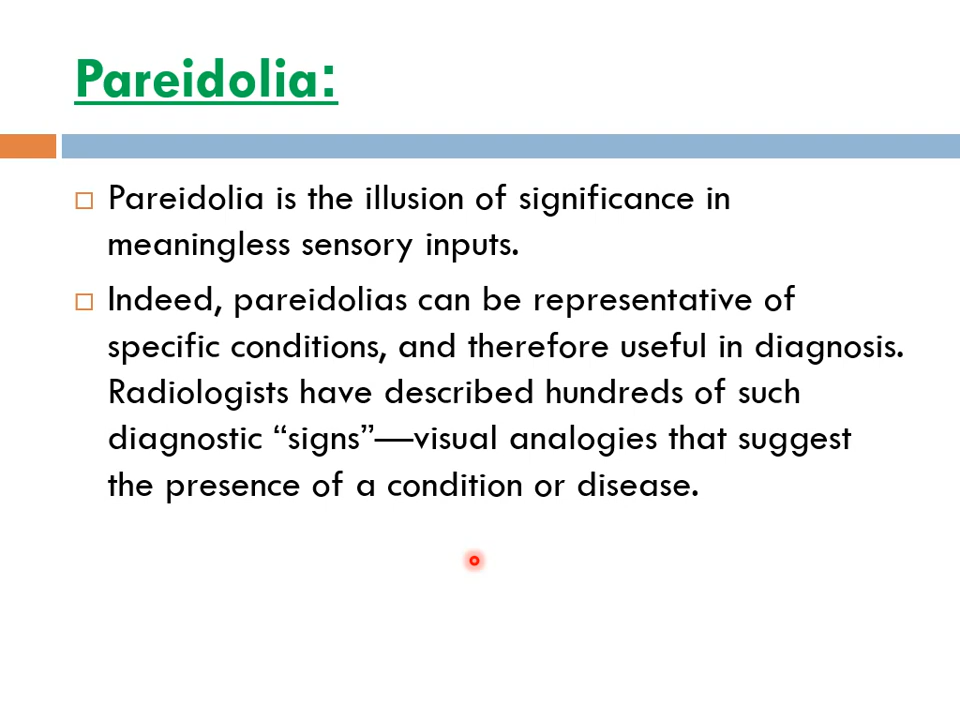 Pareidolia:
Pareidolia is the illusion of significance in
meaningless sensory inputs.
Indeed, pareidolias can be representative of
specific conditions, and therefore useful in diagnosis.
Radiologists have described hundreds of such
diagnostic “signs”—visual analogies that suggest
the presence of a condition or disease.